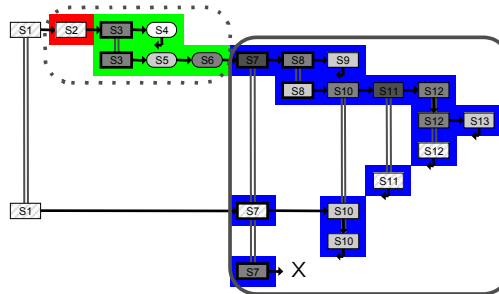 S1 S2 S3 S4
S3 S5 S6 S7 S8 S9
S8 S10 S11 S12
S12 S13
S12
S11
S1 S7 S10
S10
S7 X